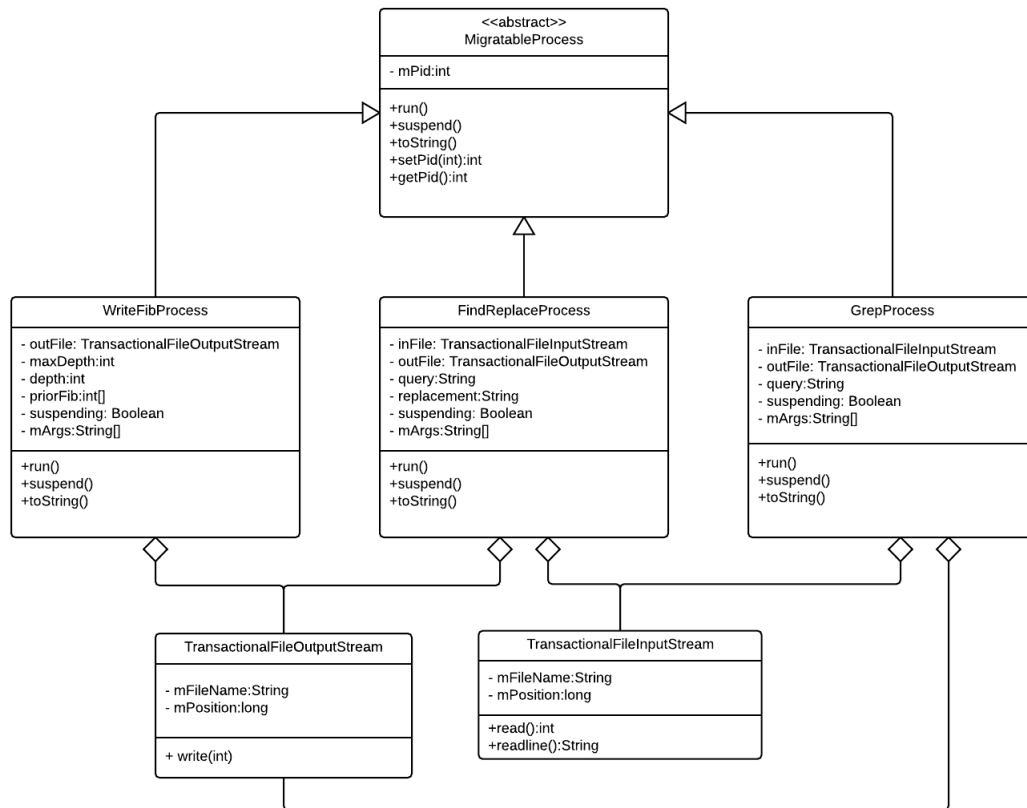 <<abstract>>
MigratableProcess
- mPid:int
+run()
+suspend()
+toString()
+setPid(int):int
+getPid():int
WriteFibProcess
- outFile: TransactionalFileOutputStream
- maxDepth:int
- depth:int
- priorFib:int[]
- suspending: Boolean
- mArgs:String[]
+run()
+suspend()
+toString()
FindReplaceProcess
- inFile: TransactionalFileInputStream
- outFile: TransactionalFileOutputStream
- query:String
- replacement:String
- suspending: Boolean
- mArgs:String[]
+run()
+suspend()
+toString()
GrepProcess
- inFile: TransactionalFileInputStream
- outFile: TransactionalFileOutputStream
- query:String
- suspending: Boolean
- mArgs:String[]
+run()
+suspend()
+toString()
TransactionalFileOutputStream
- mFileName:String
- mPosition:long
+ write(int)
TransactionalFileInputStream
- mFileName:String
- mPosition:long
+read():int
+readline():String